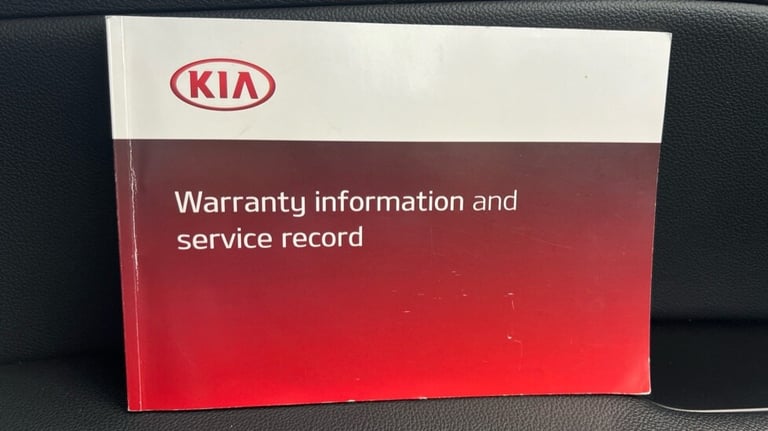 KIA
Warranty information and
service record